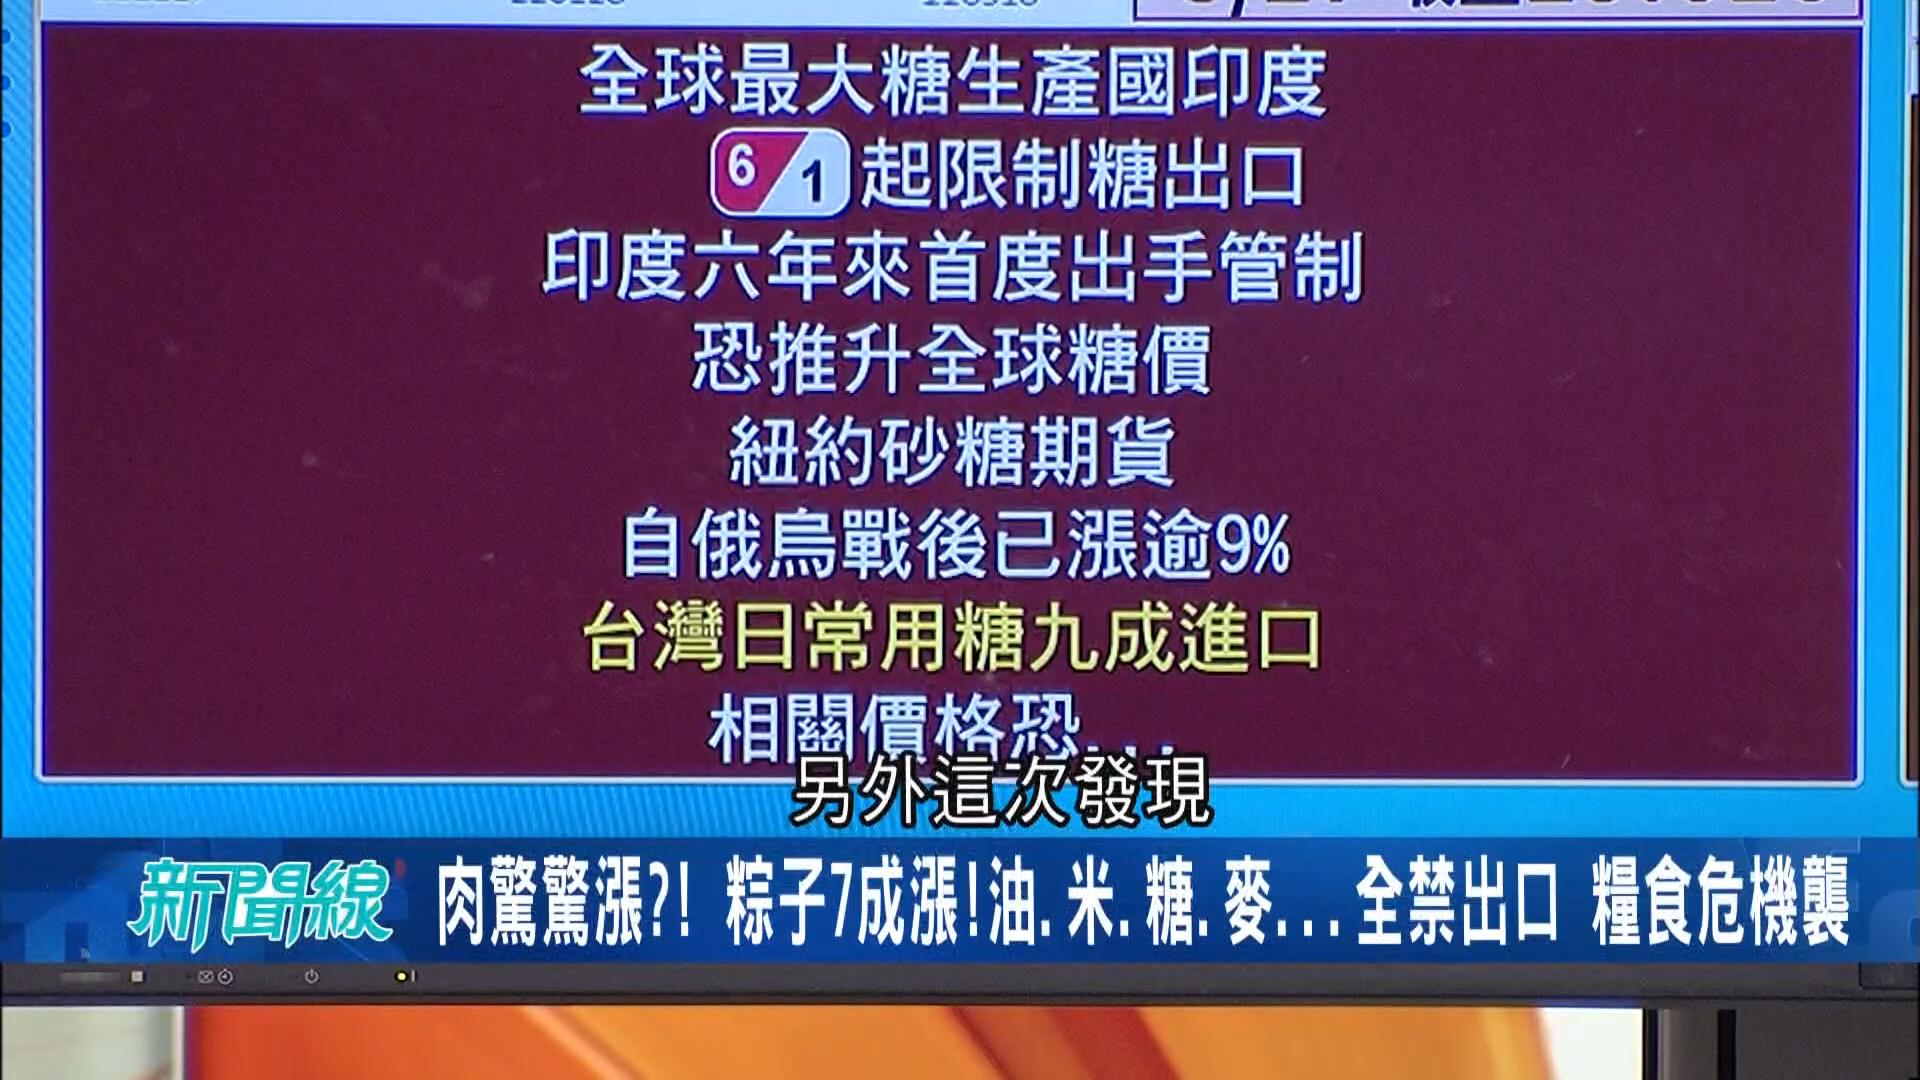 全球最大糖生產國印度
6/1起限制糖出口
印度六年來首度出手管制
恐推升全球糖價
紐約砂糖期貨
自俄烏戰後已漲逾9%
台灣日常用糖九成進口
相關價格恐...
另外這次發現
新聞線 肉驚驚漲?! 粽子7成漲!油.米.糖.麥...全禁出口 糧食危機襲